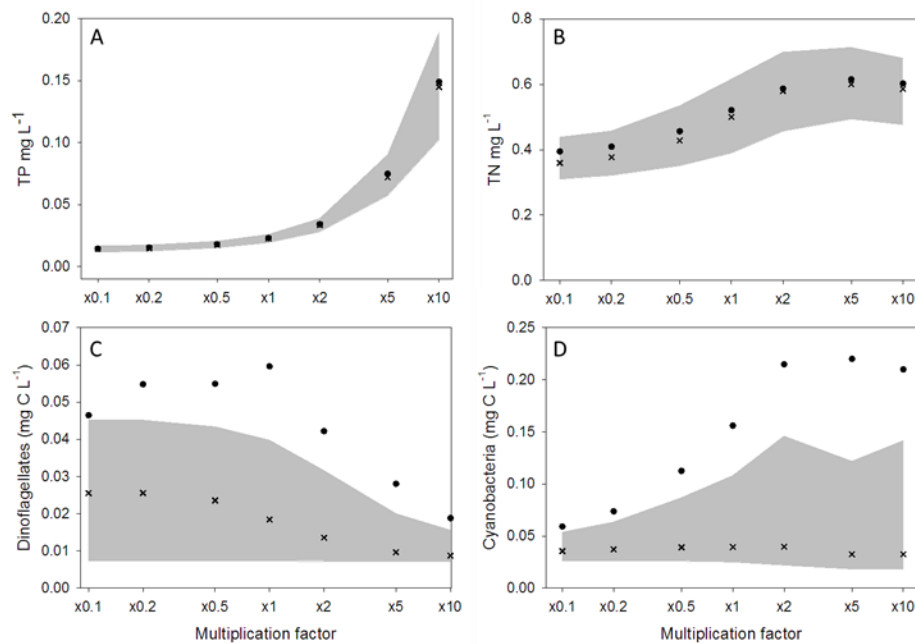 A
TP mg L⁻¹
0.20
0.15
0.10
0.05
0.00
x0.1 x0.2 x0.5 x1 x2 x5 x10
B
TN mg L⁻¹
0.8
0.6
0.4
0.2
0.0
x0.1 x0.2 x0.5 x1 x2 x5 x10
C
Dinoflagellates (mg C L⁻¹)
0.07
0.06
0.05
0.04
0.03
0.02
0.01
0.00
x0.1 x0.2 x0.5 x1 x2 x5 x10
Multiplication factor
D
Cyanobacteria (mg C L⁻¹)
0.25
0.20
0.15
0.10
0.05
0.00
x0.1 x0.2 x0.5 x1 x2 x5 x10
Multiplication factor